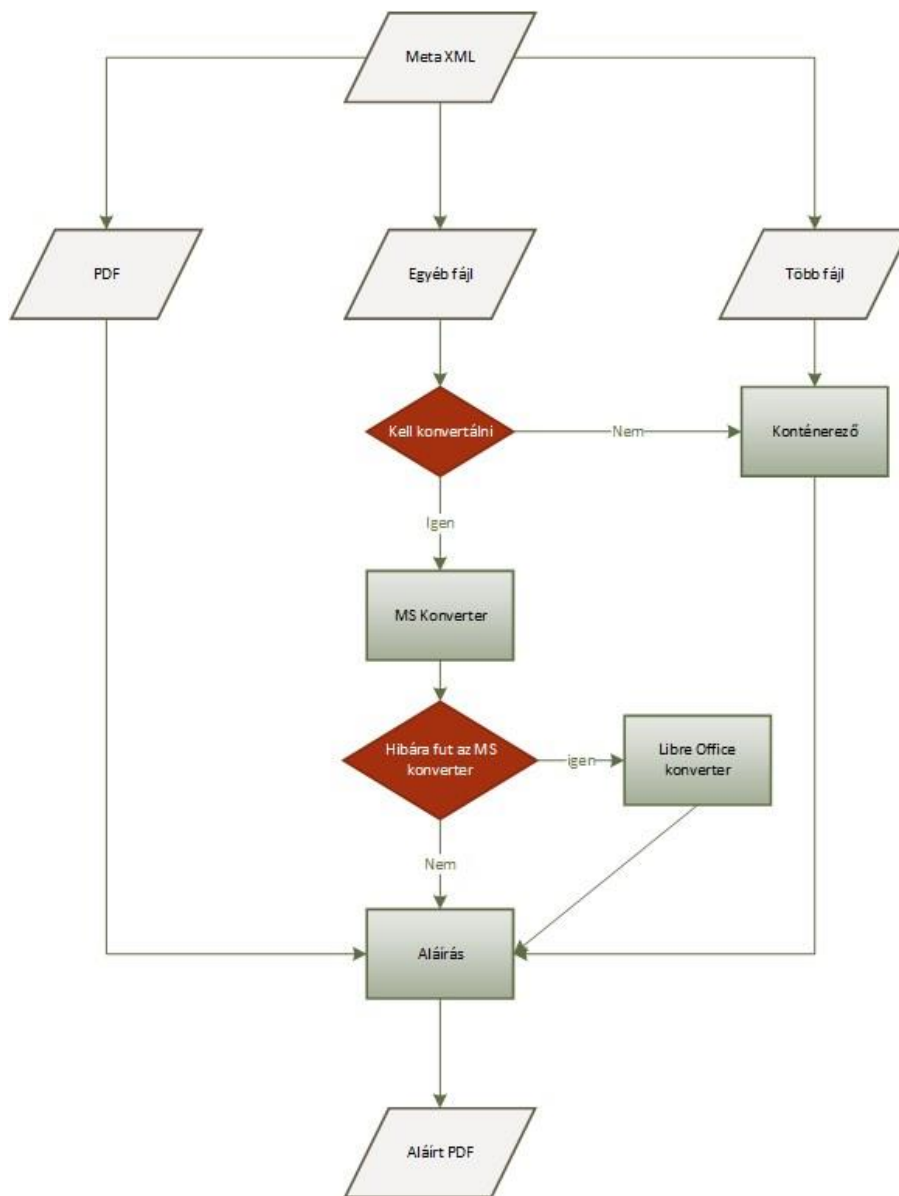 Meta XML
PDF
Egyéb fájl
Több fájl
Kell konvertálni
Nem
Konténerező
Igen
MS Konverter
Hibára fut az MS
konverter
igen
Libre Office
konverter
Nem
Aláírás
Aláírt PDF